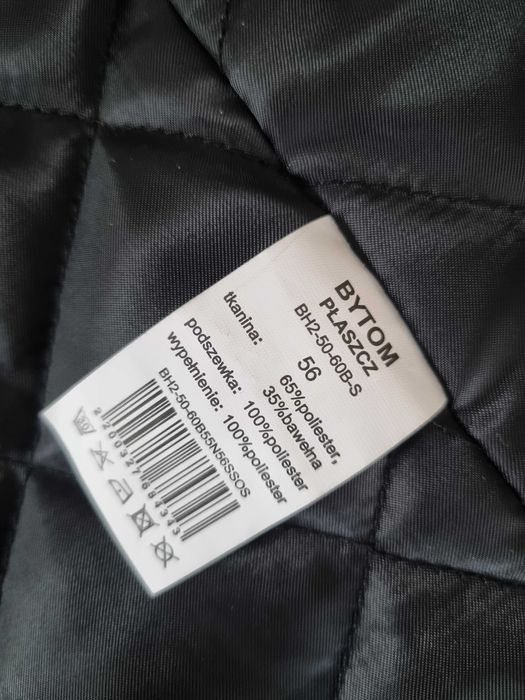 BYTOM
PŁASZCZ
BH2-50-60B-S
56
tkanina: 65%poliester,
35%bawełna
podszewka: 100%poliester
wypełnienie: 100%poliester
BH2-50-60B55N56SSOS